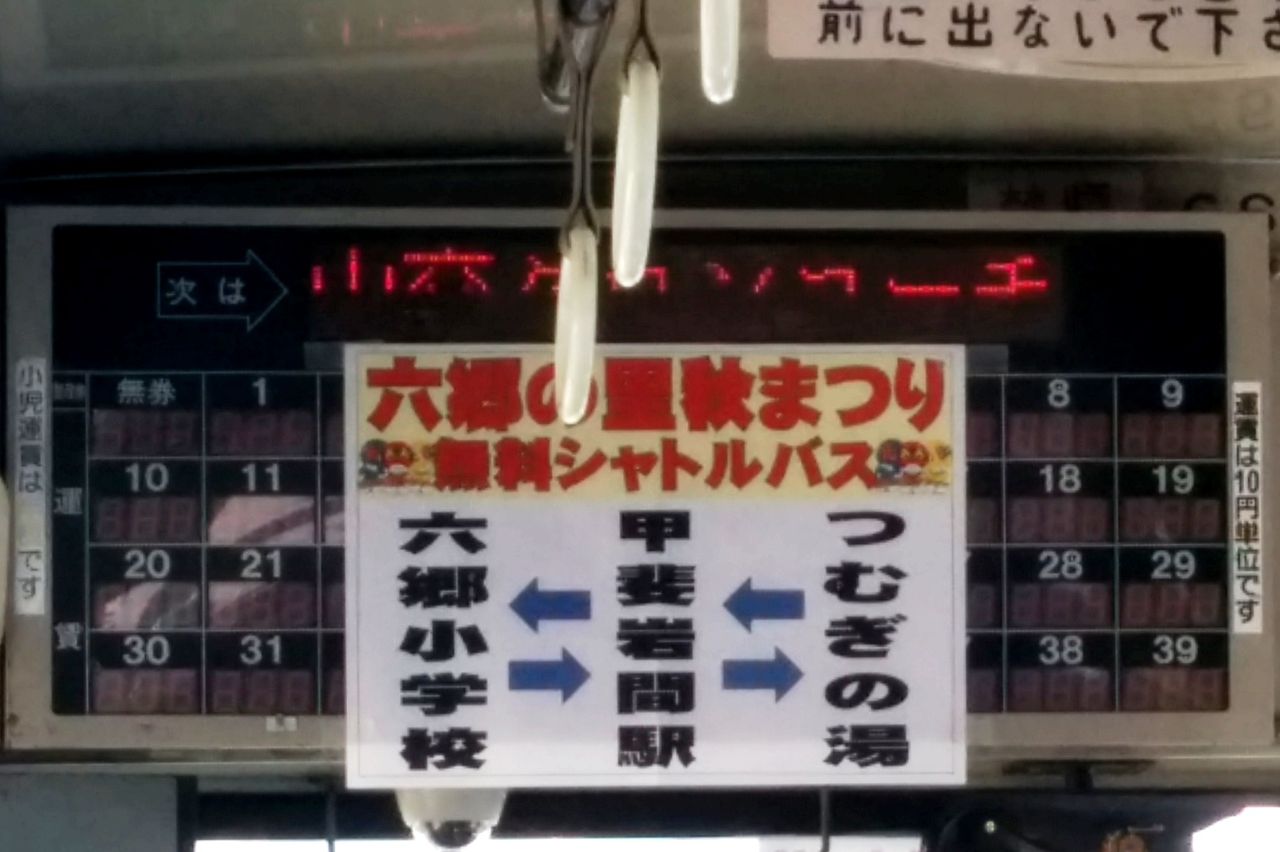 前に出ないで下さ
次は
六郷の里秋まつり
無料シャトルバス
六郷小学校
甲斐岩間駅
つむぎの湯
無券 1 8 9
10 11 18 19
20 21 28 29
30 31 38 39
運賃
小児運賃は
です
運賃は10円単位です